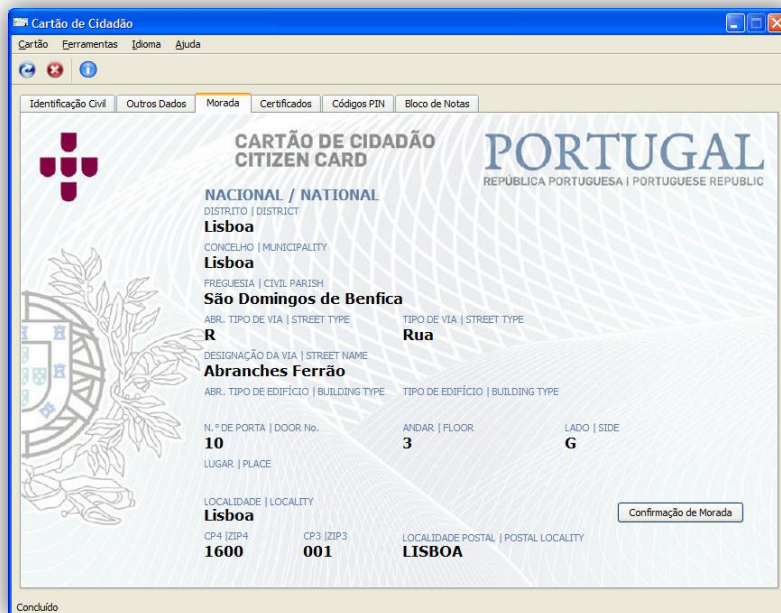 Cartão de Cidadão
Cartão Ferramentas Idioma Ajuda
Identificação Civil Outros Dados Morada Certificados Códigos PIN Bloco de Notas
CARTÃO DE CIDADÃO
CITIZEN CARD
PORTUGAL
REPÚBLICA PORTUGUESA | PORTUGUESE REPUBLIC
NACIONAL / NATIONAL
DISTRITO | DISTRICT
Lisboa
CONCELHO | MUNICIPALITY
Lisboa
FREGUESIA | CIVIL PARISH
São Domingos de Benfica
ABR. TIPO DE VIA | STREET TYPE TIPO DE VIA | STREET TYPE
R Rua
DESIGNAÇÃO DA VIA | STREET NAME
Abranches Ferrão
ABR. TIPO DE EDIFÍCIO | BUILDING TYPE TIPO DE EDIFÍCIO | BUILDING TYPE
N.º DE PORTA | DOOR No. ANDAR | FLOOR LADO | SIDE
10 3 G
LUGAR | PLACE
LOCALIDADE | LOCALITY
Lisboa
Confirmação de Morada
CP4 |ZIP4 CP3 |ZIP3 LOCALIDADE POSTAL | POSTAL LOCALITY
1600 001 LISBOA
Concluído